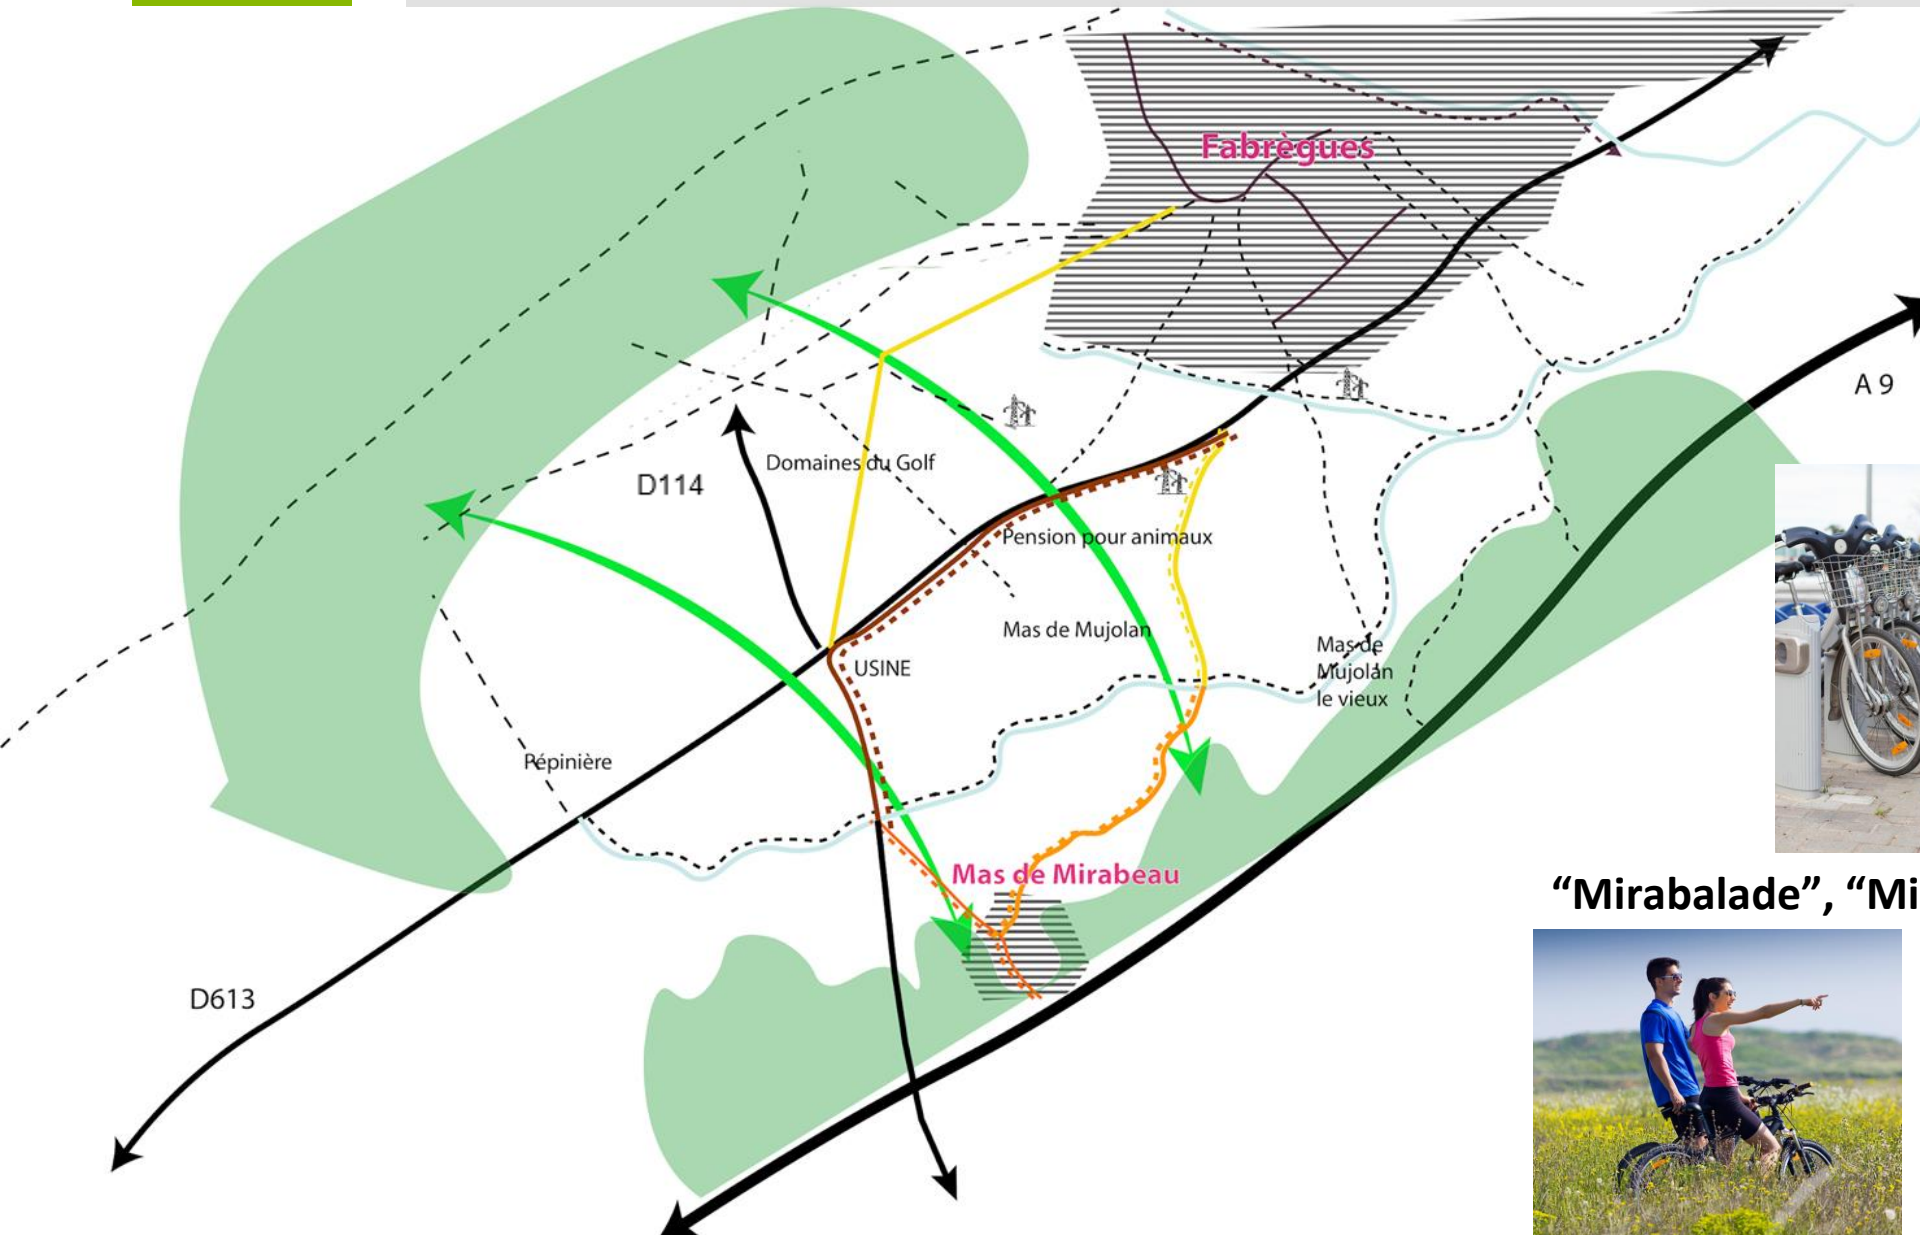 Fabrègues
A 9
Domaines du Golf
D114
Pension pour animaux
Mas de Mujolan
Mas de
Mujolan
le vieux
USINE
Pépinière
Mas de Mirabeau
“Mirabalade”, “Mi
D613